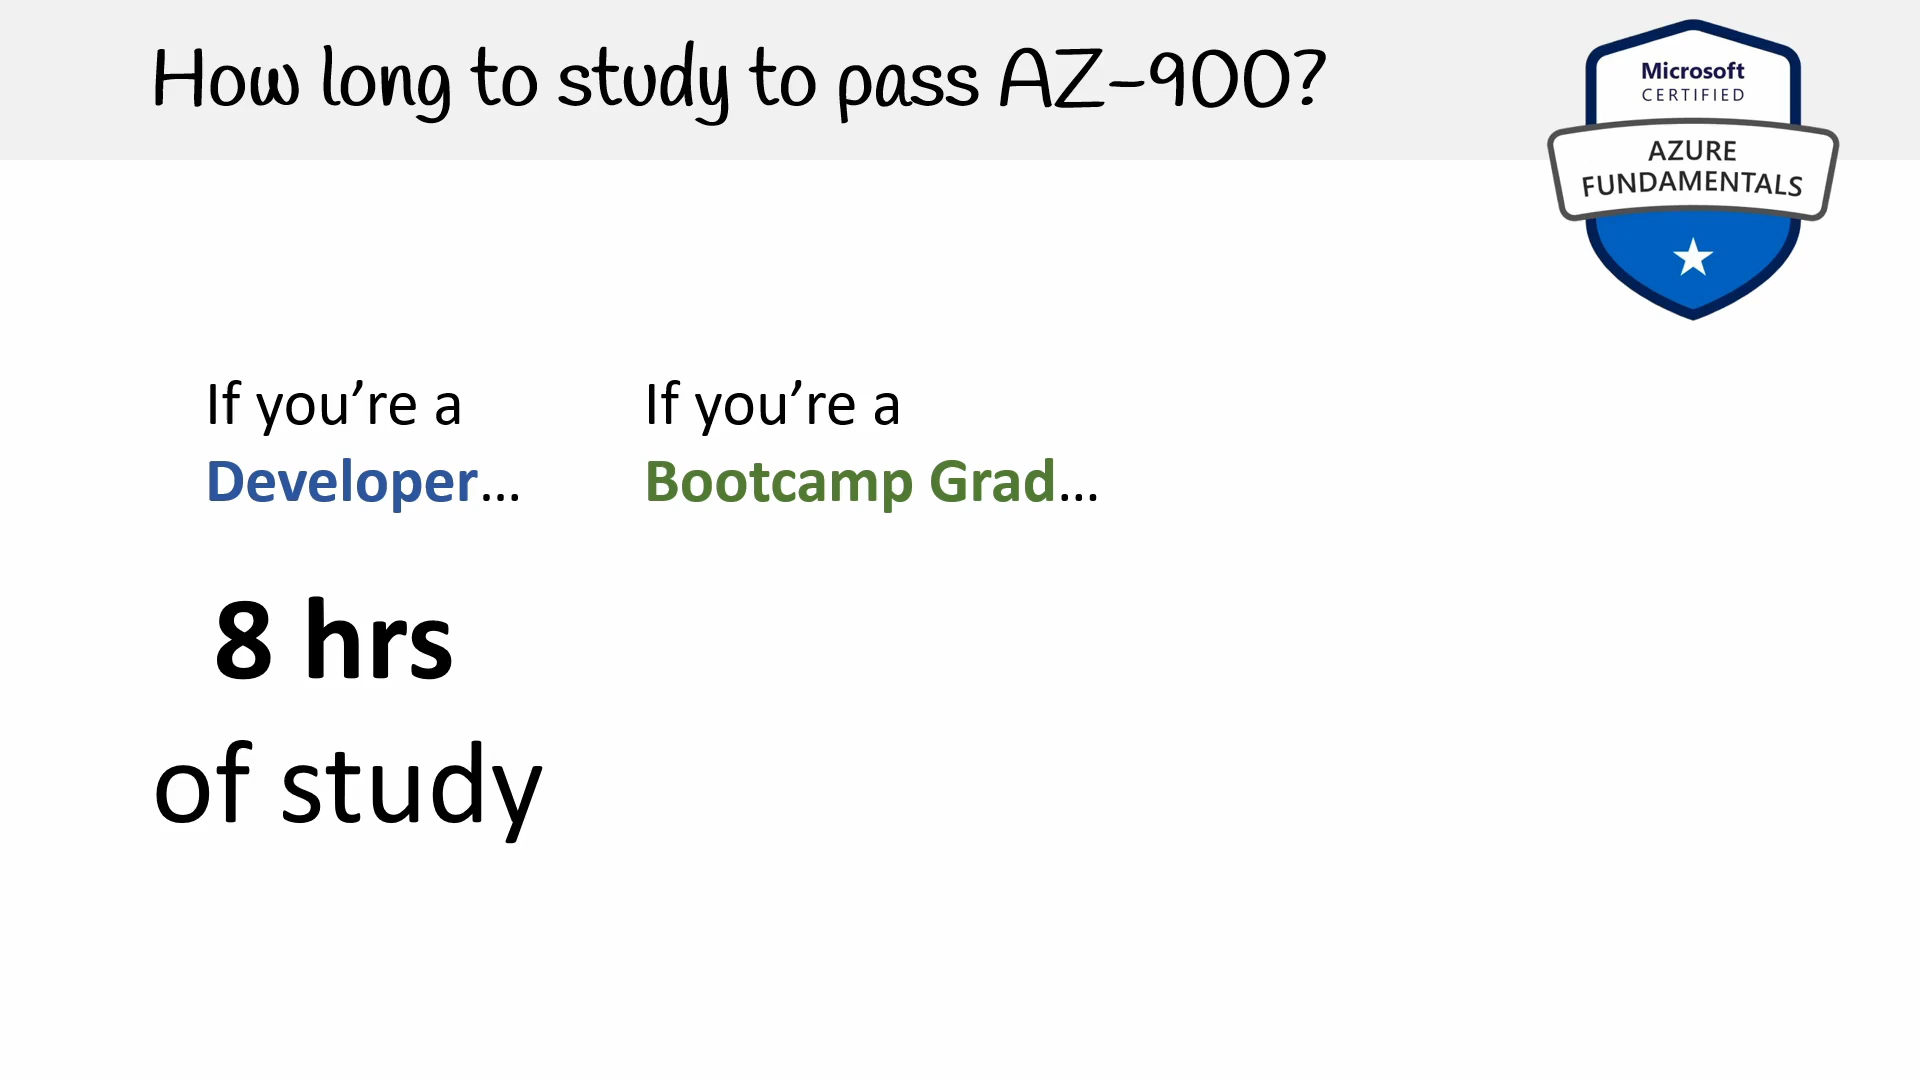 How long to study to pass AZ-900?
Microsoft
CERTIFIED
AZURE
FUNDAMENTALS
If you’re a
Developer...
8 hrs
of study
If you’re a
Bootcamp Grad...